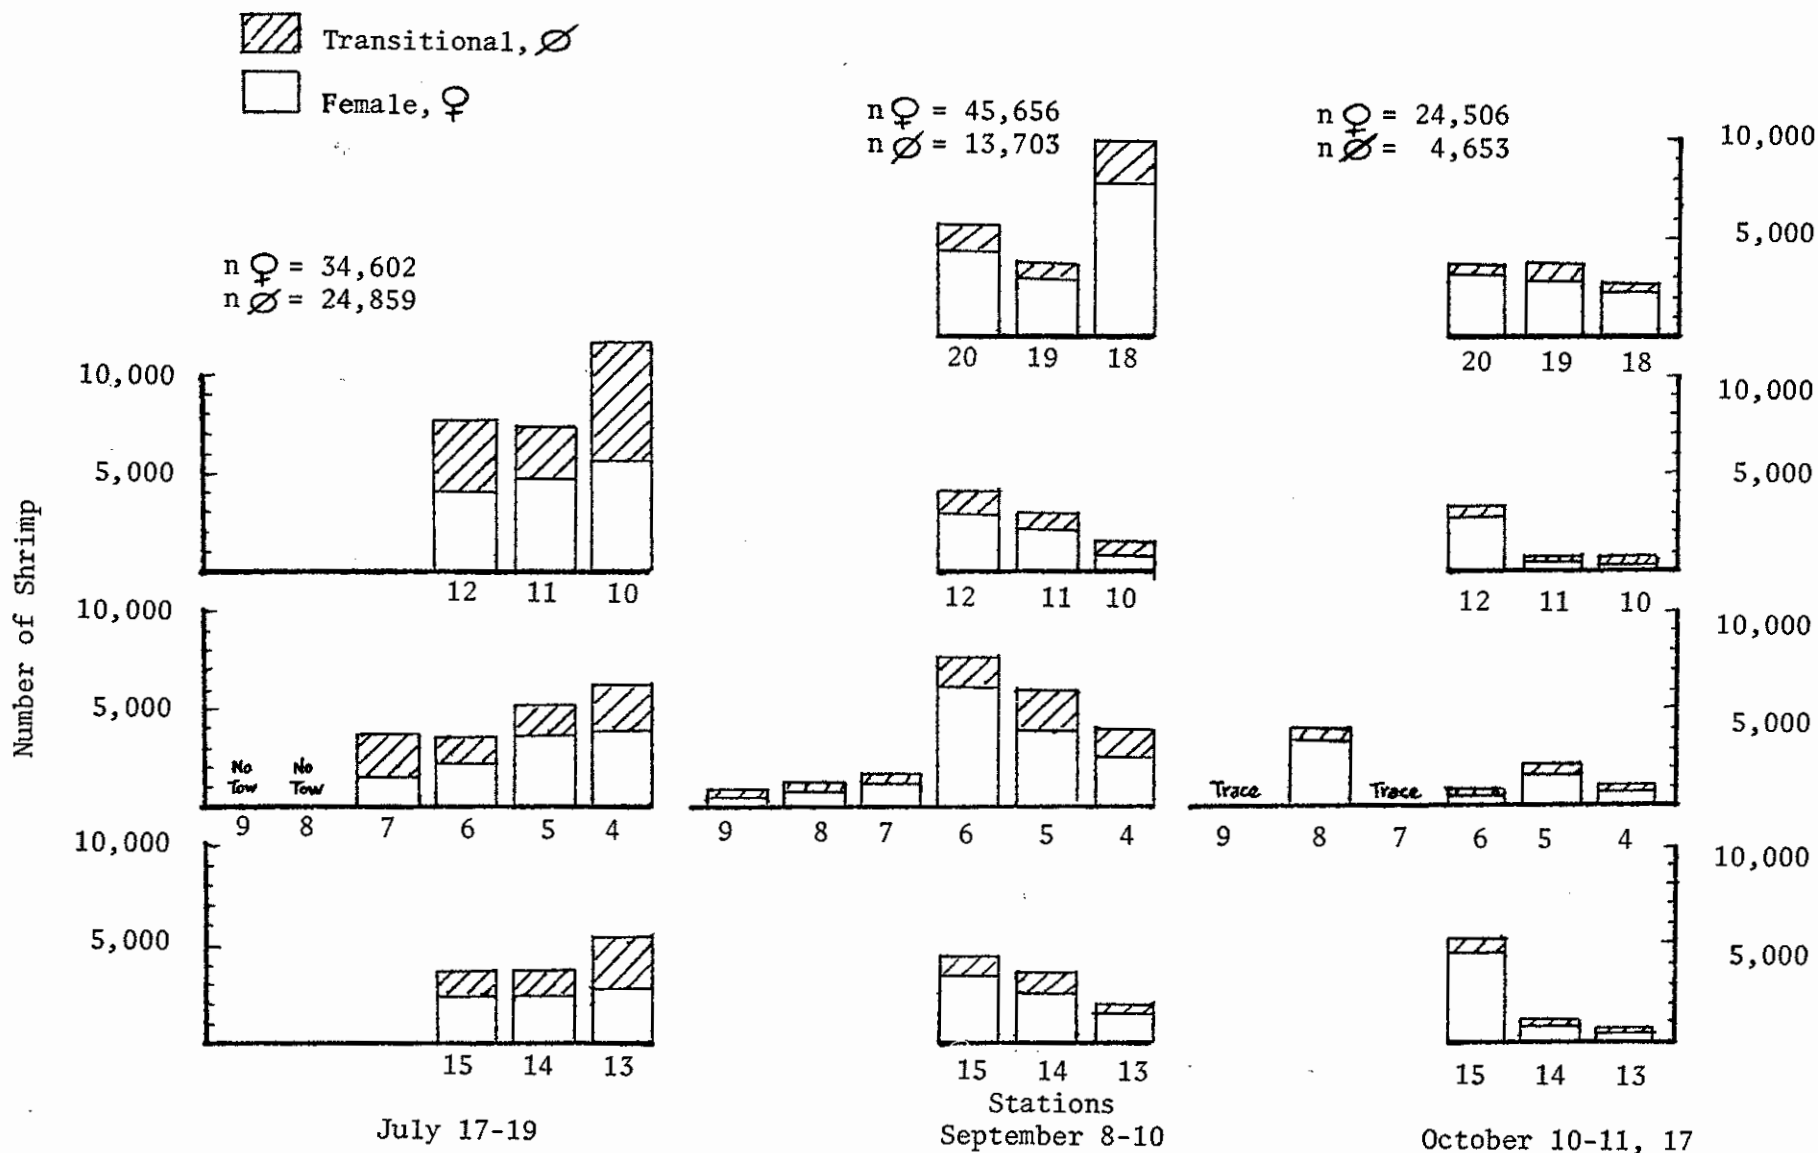 Transitional, ∅
Female, ♀
n♀ = 45,656
n∅ = 13,703
n♀ = 24,506
n∅ = 4,653
n♀ = 34,602
n∅ = 24,859
Number of Shrimp
10,000
5,000
20 19 18
20 19 18
10,000
5,000
12 11 10
12 11 10
12 11 10
10,000
5,000
10,000
5,000
No Tow
No Tow
Trace
Trace
9 8 7 6 5 4
9 8 7 6 5 4
9 8 7 6 5 4
10,000
5,000
10,000
5,000
15 14 13
15 14 13
15 14 13
10,000
5,000
Stations
July 17-19
September 8-10
October 10-11, 17